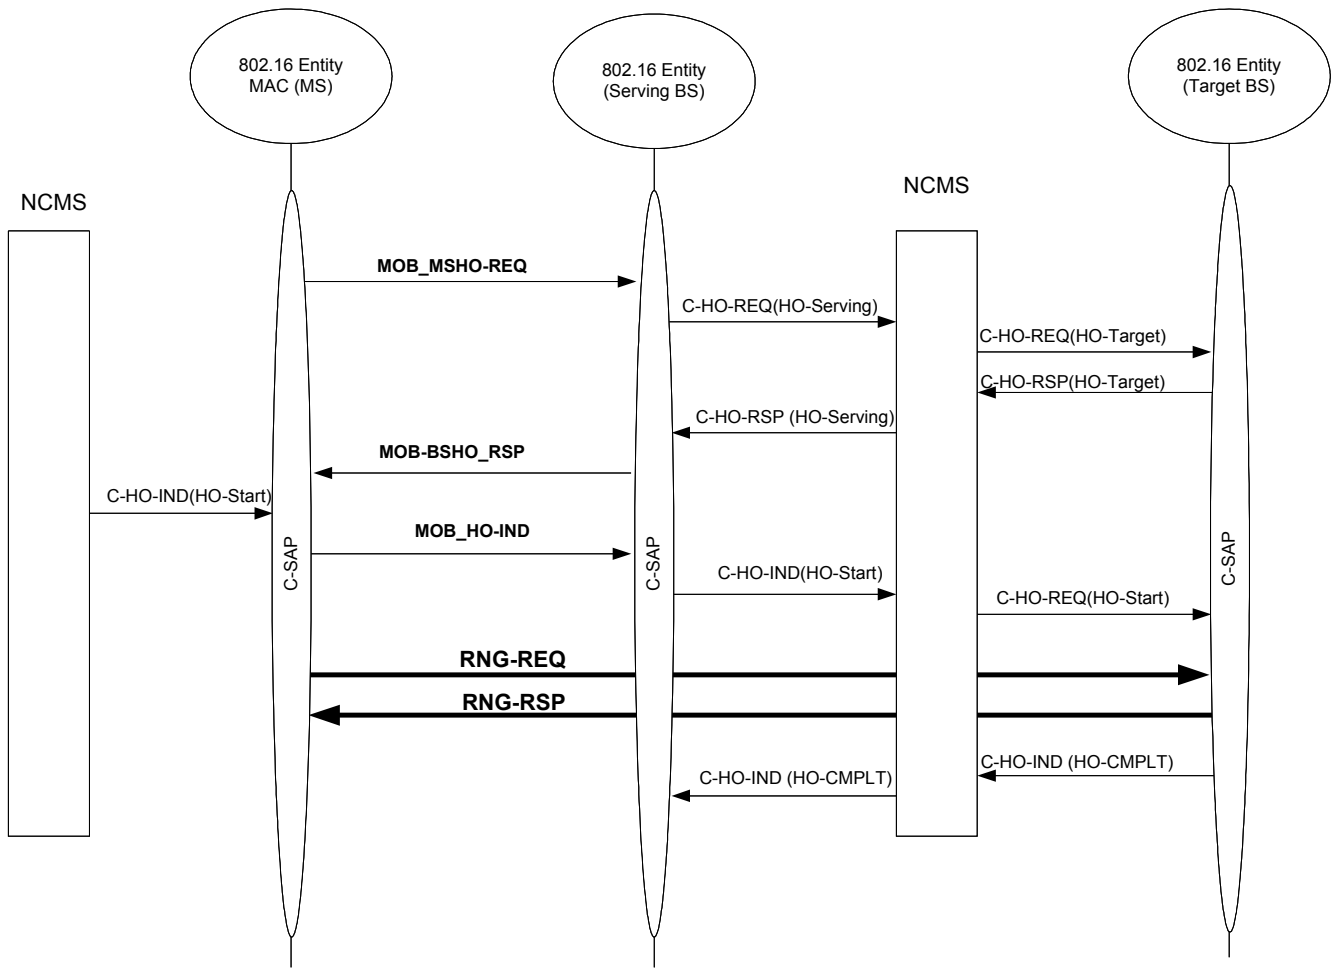 802.16 Entity
MAC (MS)
802.16 Entity
(Serving BS)
802.16 Entity
(Target BS)
NCMS
NCMS
MOB_MSHO-REQ
C-HO-REQ(HO-Serving)
C-HO-REQ(HO-Target)
C-HO-RSP(HO-Target)
C-HO-RSP (HO-Serving)
MOB-BSHO_RSP
C-HO-IND(HO-Start)
MOB_HO-IND
C-SAP
C-SAP
C-SAP
C-HO-IND(HO-Start)
C-HO-REQ(HO-Start)
RNG-REQ
RNG-RSP
C-HO-IND (HO-CMPLT)
C-HO-IND (HO-CMPLT)